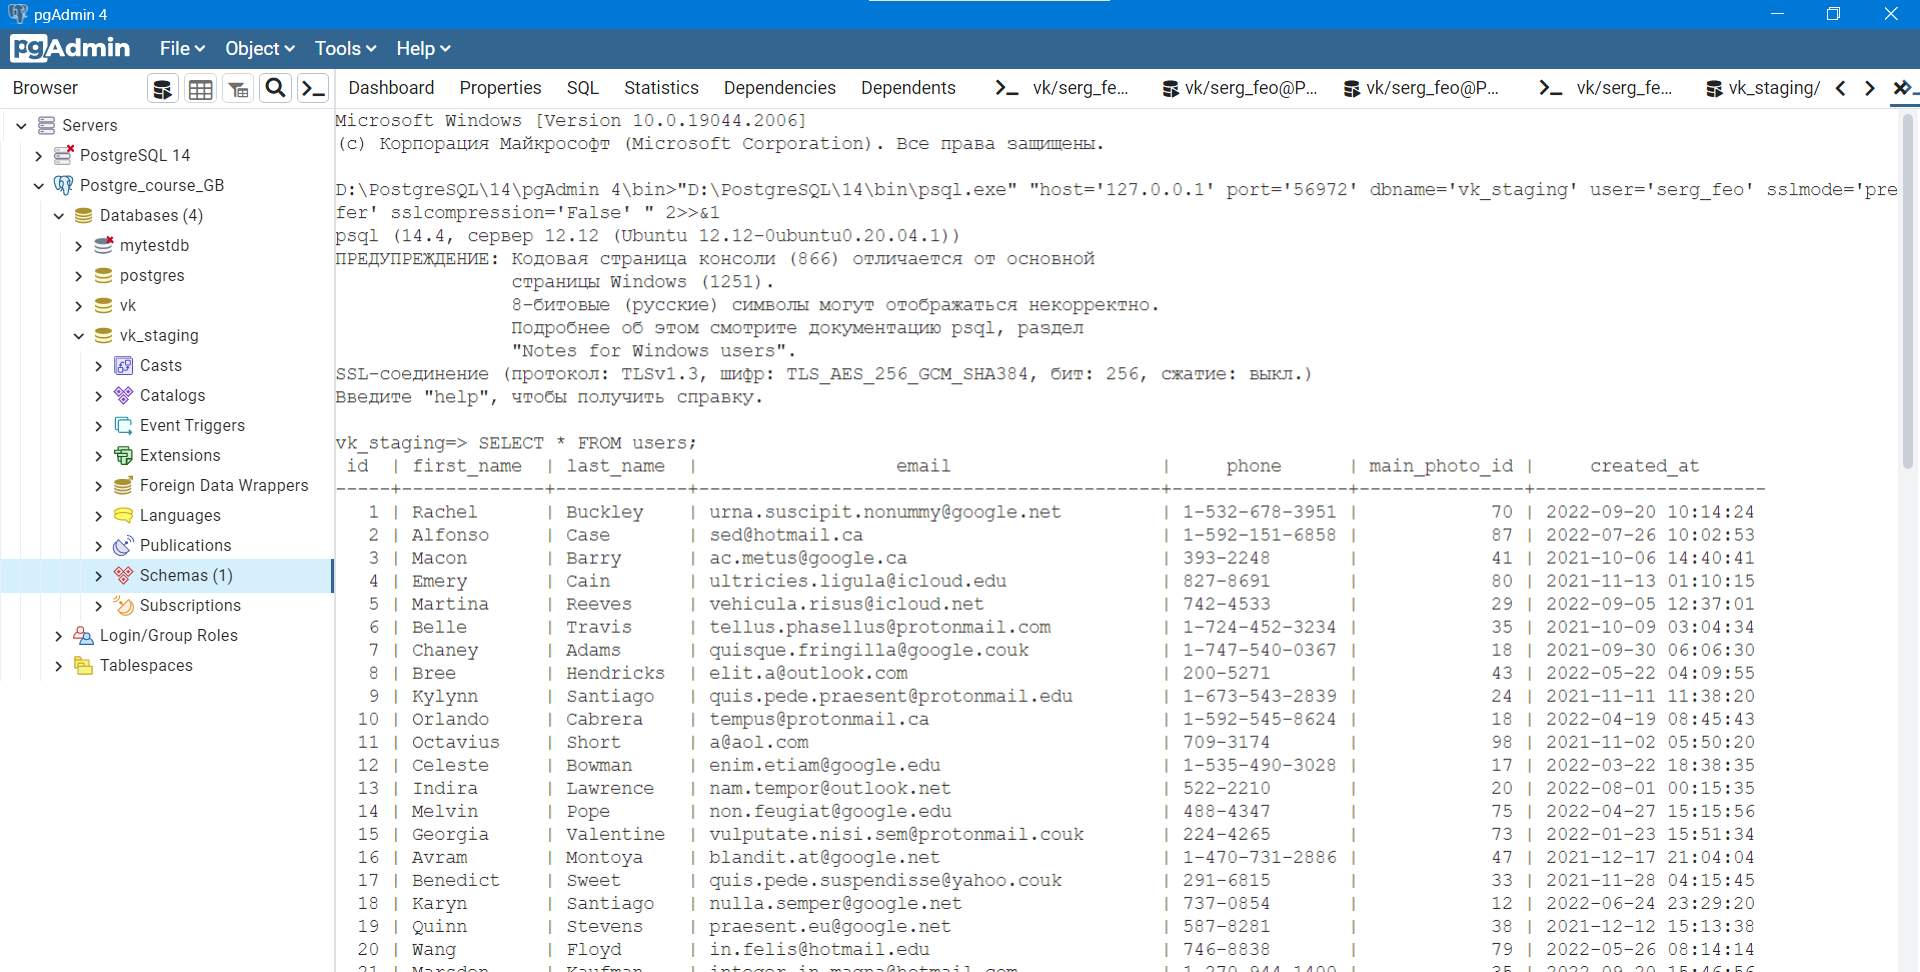 pgAdmin 4
pgAdmin File Object Tools Help
Browser
Dashboard Properties SQL Statistics Dependencies Dependents vk/serg_fe... vk/serg_feo@P... vk/serg_feo@P... vk/serg_fe... vk_staging/
Servers
PostgreSQL 14
Postgre_course_GB
Databases (4)
mytestdb
postgres
vk
vk_staging
Casts
Catalogs
Event Triggers
Extensions
Foreign Data Wrappers
Languages
Publications
Schemas (1)
Subscriptions
Login/Group Roles
Tablespaces
Microsoft Windows [Version 10.0.19044.2006]
(c) Корпорация Майкрософт (Microsoft Corporation). Все права защищены.
D:\PostgreSQL\14\pgAdmin 4\bin>"D:\PostgreSQL\14\bin\psql.exe" "host='127.0.0.1' port='56972' dbname='vk_staging' user='serg_feo' sslmode='pre
fer' sslcompression='False' " 2>>&1
psql (14.4, сервер 12.12 (Ubuntu 12.12-0ubuntu0.20.04.1))
ПРЕДУПРЕЖДЕНИЕ: Кодовая страница консоли (866) отличается от основной
страницы Windows (1251).
8-битовые (русские) символы могут отображаться некорректно.
Подробнее об этом смотрите документацию psql, раздел
"Notes for Windows users".
SSL-соединение (протокол: TLSv1.3, шифр: TLS_AES_256_GCM_SHA384, бит: 256, сжатие: выкл.)
Введите "help", чтобы получить справку.
vk_staging=> SELECT * FROM users;
id | first_name | last_name | email | phone | main_photo_id | created_at
-----+-------------+------------+------------------------------------------+----------------+---------------+---------------------
1 | Rachel | Buckley | urna.suscipit.nonummy@google.net | 1-532-678-3951 | 70 | 2022-09-20 10:14:24
2 | Alfonso | Case | sed@hotmail.ca | 1-592-151-6858 | 87 | 2022-07-26 10:02:53
3 | Macon | Barry | ac.metus@google.ca | 393-2248 | 41 | 2021-10-06 14:40:41
4 | Emery | Cain | ultricies.ligula@icloud.edu | 827-8691 | 80 | 2021-11-13 01:10:15
5 | Martina | Reeves | vehicula.risus@icloud.net | 742-4533 | 29 | 2022-09-05 12:37:01
6 | Belle | Travis | tellus.phasellus@protonmail.com | 1-724-452-3234 | 35 | 2021-10-09 03:04:34
7 | Chaney | Adams | quisque.fringilla@google.couk | 1-747-540-0367 | 18 | 2021-09-30 06:06:30
8 | Bree | Hendricks | elit.a@outlook.com | 200-5271 | 43 | 2022-05-22 04:09:55
9 | Kylynn | Santiago | quis.pede.praesent@protonmail.edu | 1-673-543-2839 | 24 | 2021-11-11 11:38:20
10 | Orlando | Cabrera | tempus@protonmail.ca | 1-592-545-8624 | 18 | 2022-04-19 08:45:43
11 | Octavius | Short | a@aol.com | 709-3174 | 98 | 2021-11-02 05:50:20
12 | Celeste | Bowman | enim.etiam@google.edu | 1-535-490-3028 | 17 | 2022-03-22 18:38:35
13 | Indira | Lawrence | nam.tempor@outlook.net | 522-2210 | 20 | 2022-08-01 00:15:35
14 | Melvin | Pope | non.feugiat@google.edu | 488-4347 | 75 | 2022-04-27 15:15:56
15 | Georgia | Valentine | vulputate.nisi.sem@protonmail.couk | 224-4265 | 73 | 2022-01-23 15:51:34
16 | Avram | Montoya | blandit.at@google.net | 1-470-731-2886 | 47 | 2021-12-17 21:04:04
17 | Benedict | Sweet | quis.pede.suspendisse@yahoo.couk | 291-6815 | 33 | 2021-11-28 04:15:45
18 | Karyn | Santiago | nulla.semper@google.net | 737-0854 | 12 | 2022-06-24 23:29:20
19 | Quinn | Stevens | praesent.eu@google.net | 587-8281 | 38 | 2021-12-12 15:13:38
20 | Wang | Floyd | in.felis@hotmail.edu | 746-8838 | 79 | 2022-05-26 08:14:14